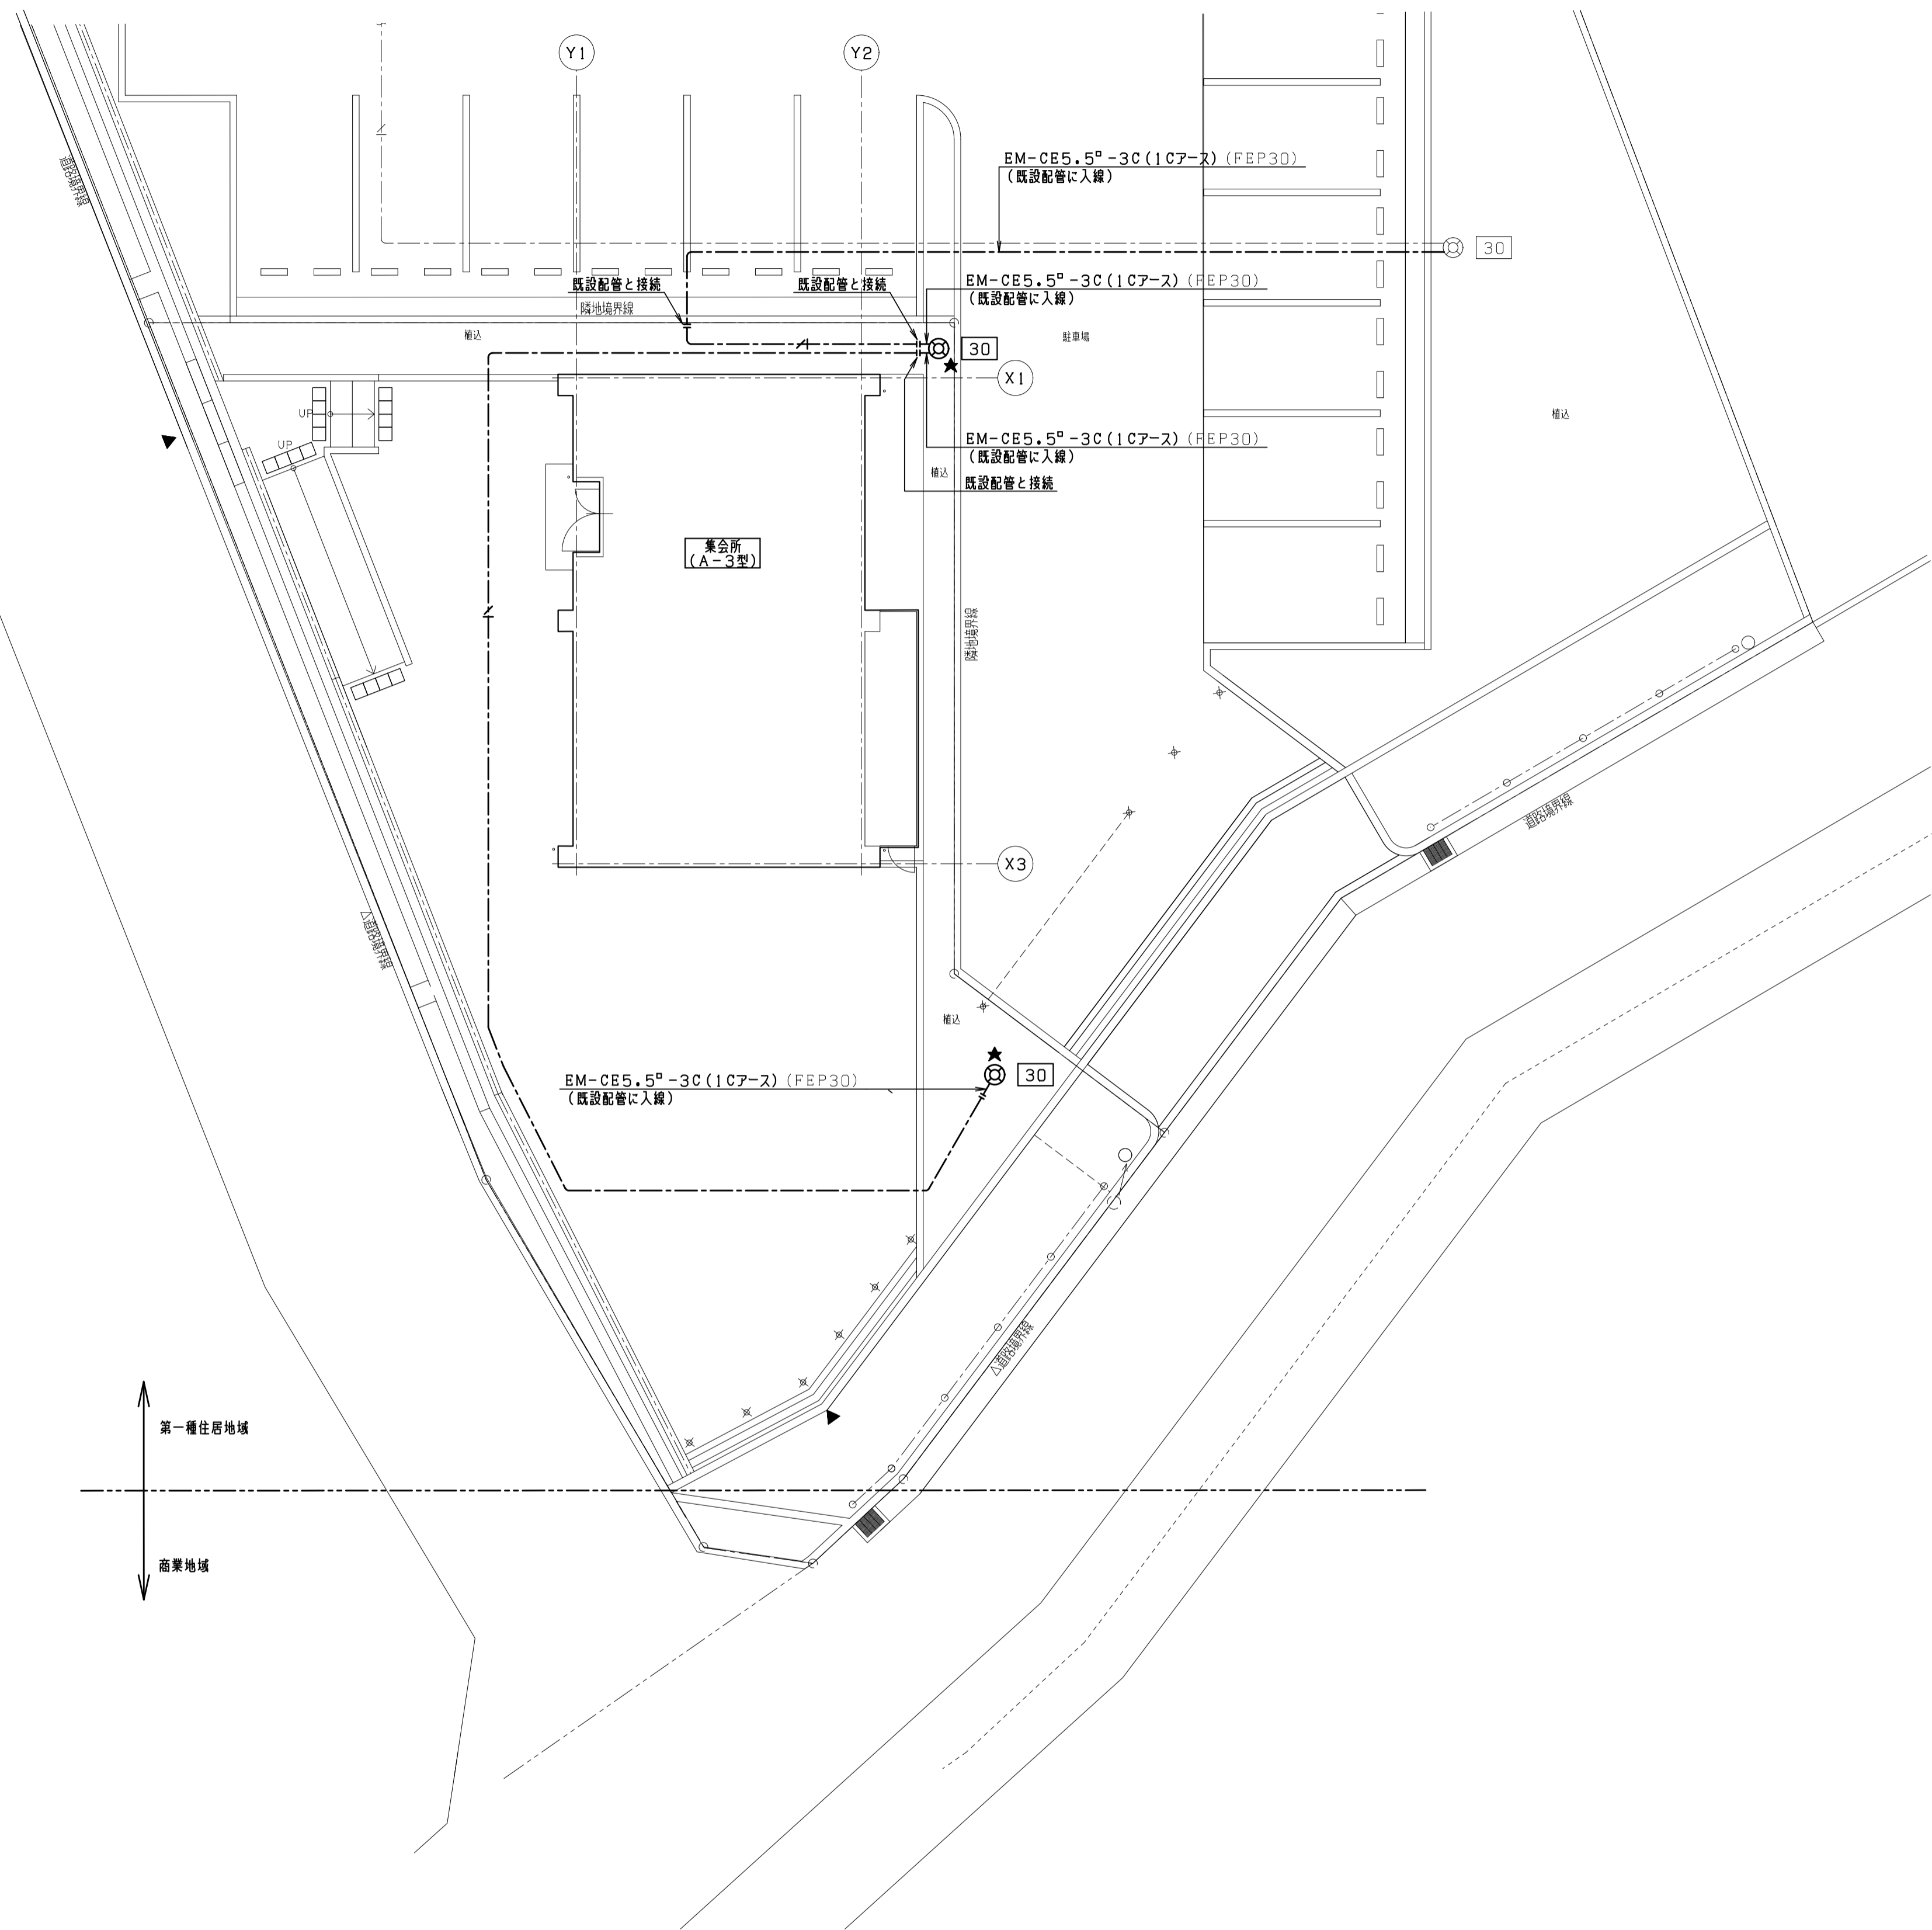 Y1
Y2
道路境界線
EM-CE5.5□-3C(1Cアース)(FEP30)
(既設配管に入線)
30
既設配管と接続
既設配管と接続
EM-CE5.5□-3C(1Cアース)(FEP30)
(既設配管に入線)
隣地境界線
植込
駐車場
30
★
X1
UP
UP
植込
EM-CE5.5□-3C(1Cアース)(FEP30)
(既設配管に入線)
植込
既設配管と接続
集会所
(A-3型)
隣地境界線
道路境界線
X3
道路境界線
植込
★
30
EM-CE5.5□-3C(1Cアース)(FEP30)
(既設配管に入線)
道路境界線
第一種住居地域
商業地域